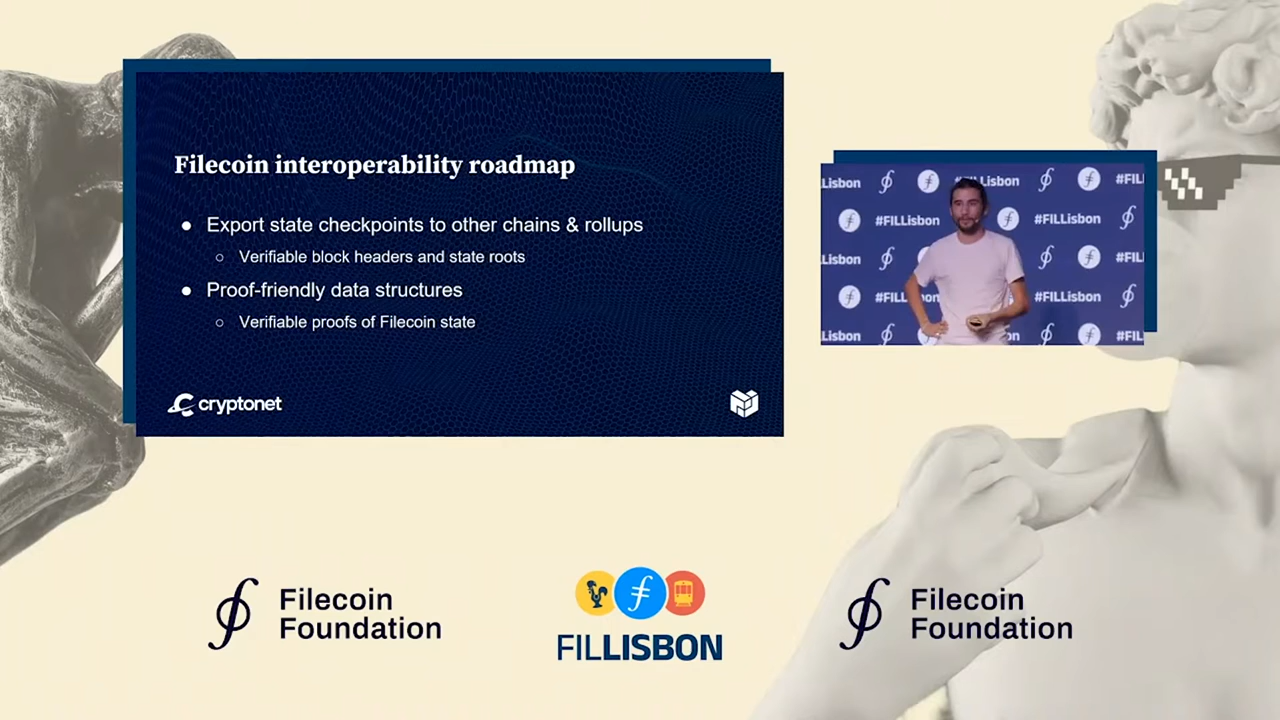 Filecoin interoperability roadmap
● Export state checkpoints to other chains & rollups
○ Verifiable block headers and state roots
● Proof-friendly data structures
○ Verifiable proofs of Filecoin state
cryptonet
Lisbon #FILLisbon #FIL
#FILLisbon #FILLisbon
Lisbon
#FILLisbon #FILLisbon
Lisbon #FIL
Filecoin
Foundation
FILLISBON
Filecoin
Foundation